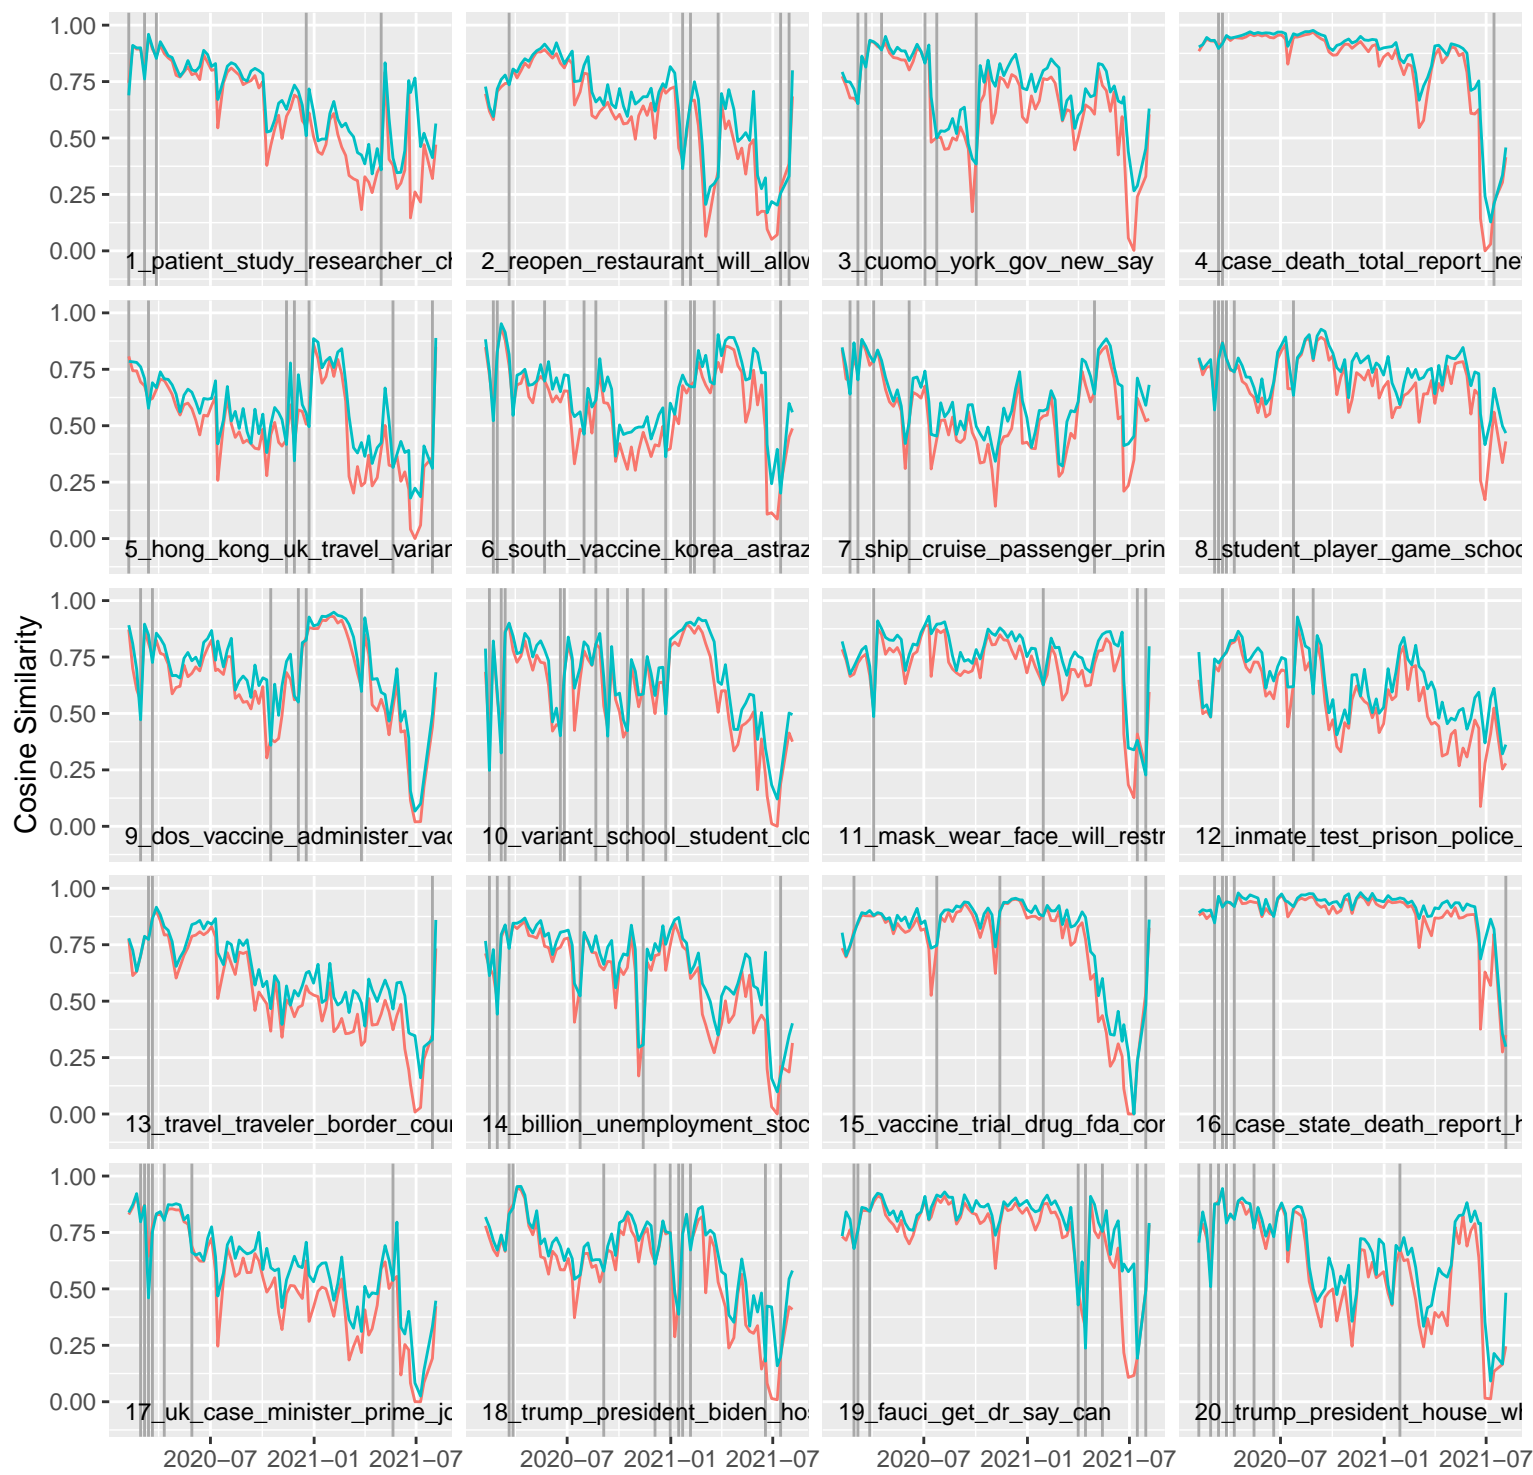 Cosine Similarity
1.00
0.75
0.50
0.25
0.00
1_patient_study_researcher_ch
2_reopen_restaurant_will_allow
3_cuomo_york_gov_new_say
4_case_death_total_report_new
1.00
0.75
0.50
0.25
0.00
5_hong_kong_uk_travel_varian
6_south_vaccine_korea_astraz
7_ship_cruise_passenger_prin
8_student_player_game_schoo
1.00
0.75
0.50
0.25
0.00
9_dos_vaccine_administer_vac
10_variant_school_student_clo
11_mask_wear_face_will_restr
12_inmate_test_prison_police_
1.00
0.75
0.50
0.25
0.00
13_travel_traveler_border_coun
14_billion_unemployment_stoc
15_vaccine_trial_drug_fda_cor
16_case_state_death_report_h
1.00
0.75
0.50
0.25
0.00
17_uk_case_minister_prime_jo
18_trump_president_biden_hos
19_fauci_get_dr_say_can
20_trump_president_house_wh
2020−07 2021−01 2021−07
2020−07 2021−01 2021−07
2020−07 2021−01 2021−07
2020−07 2021−01 2021−07